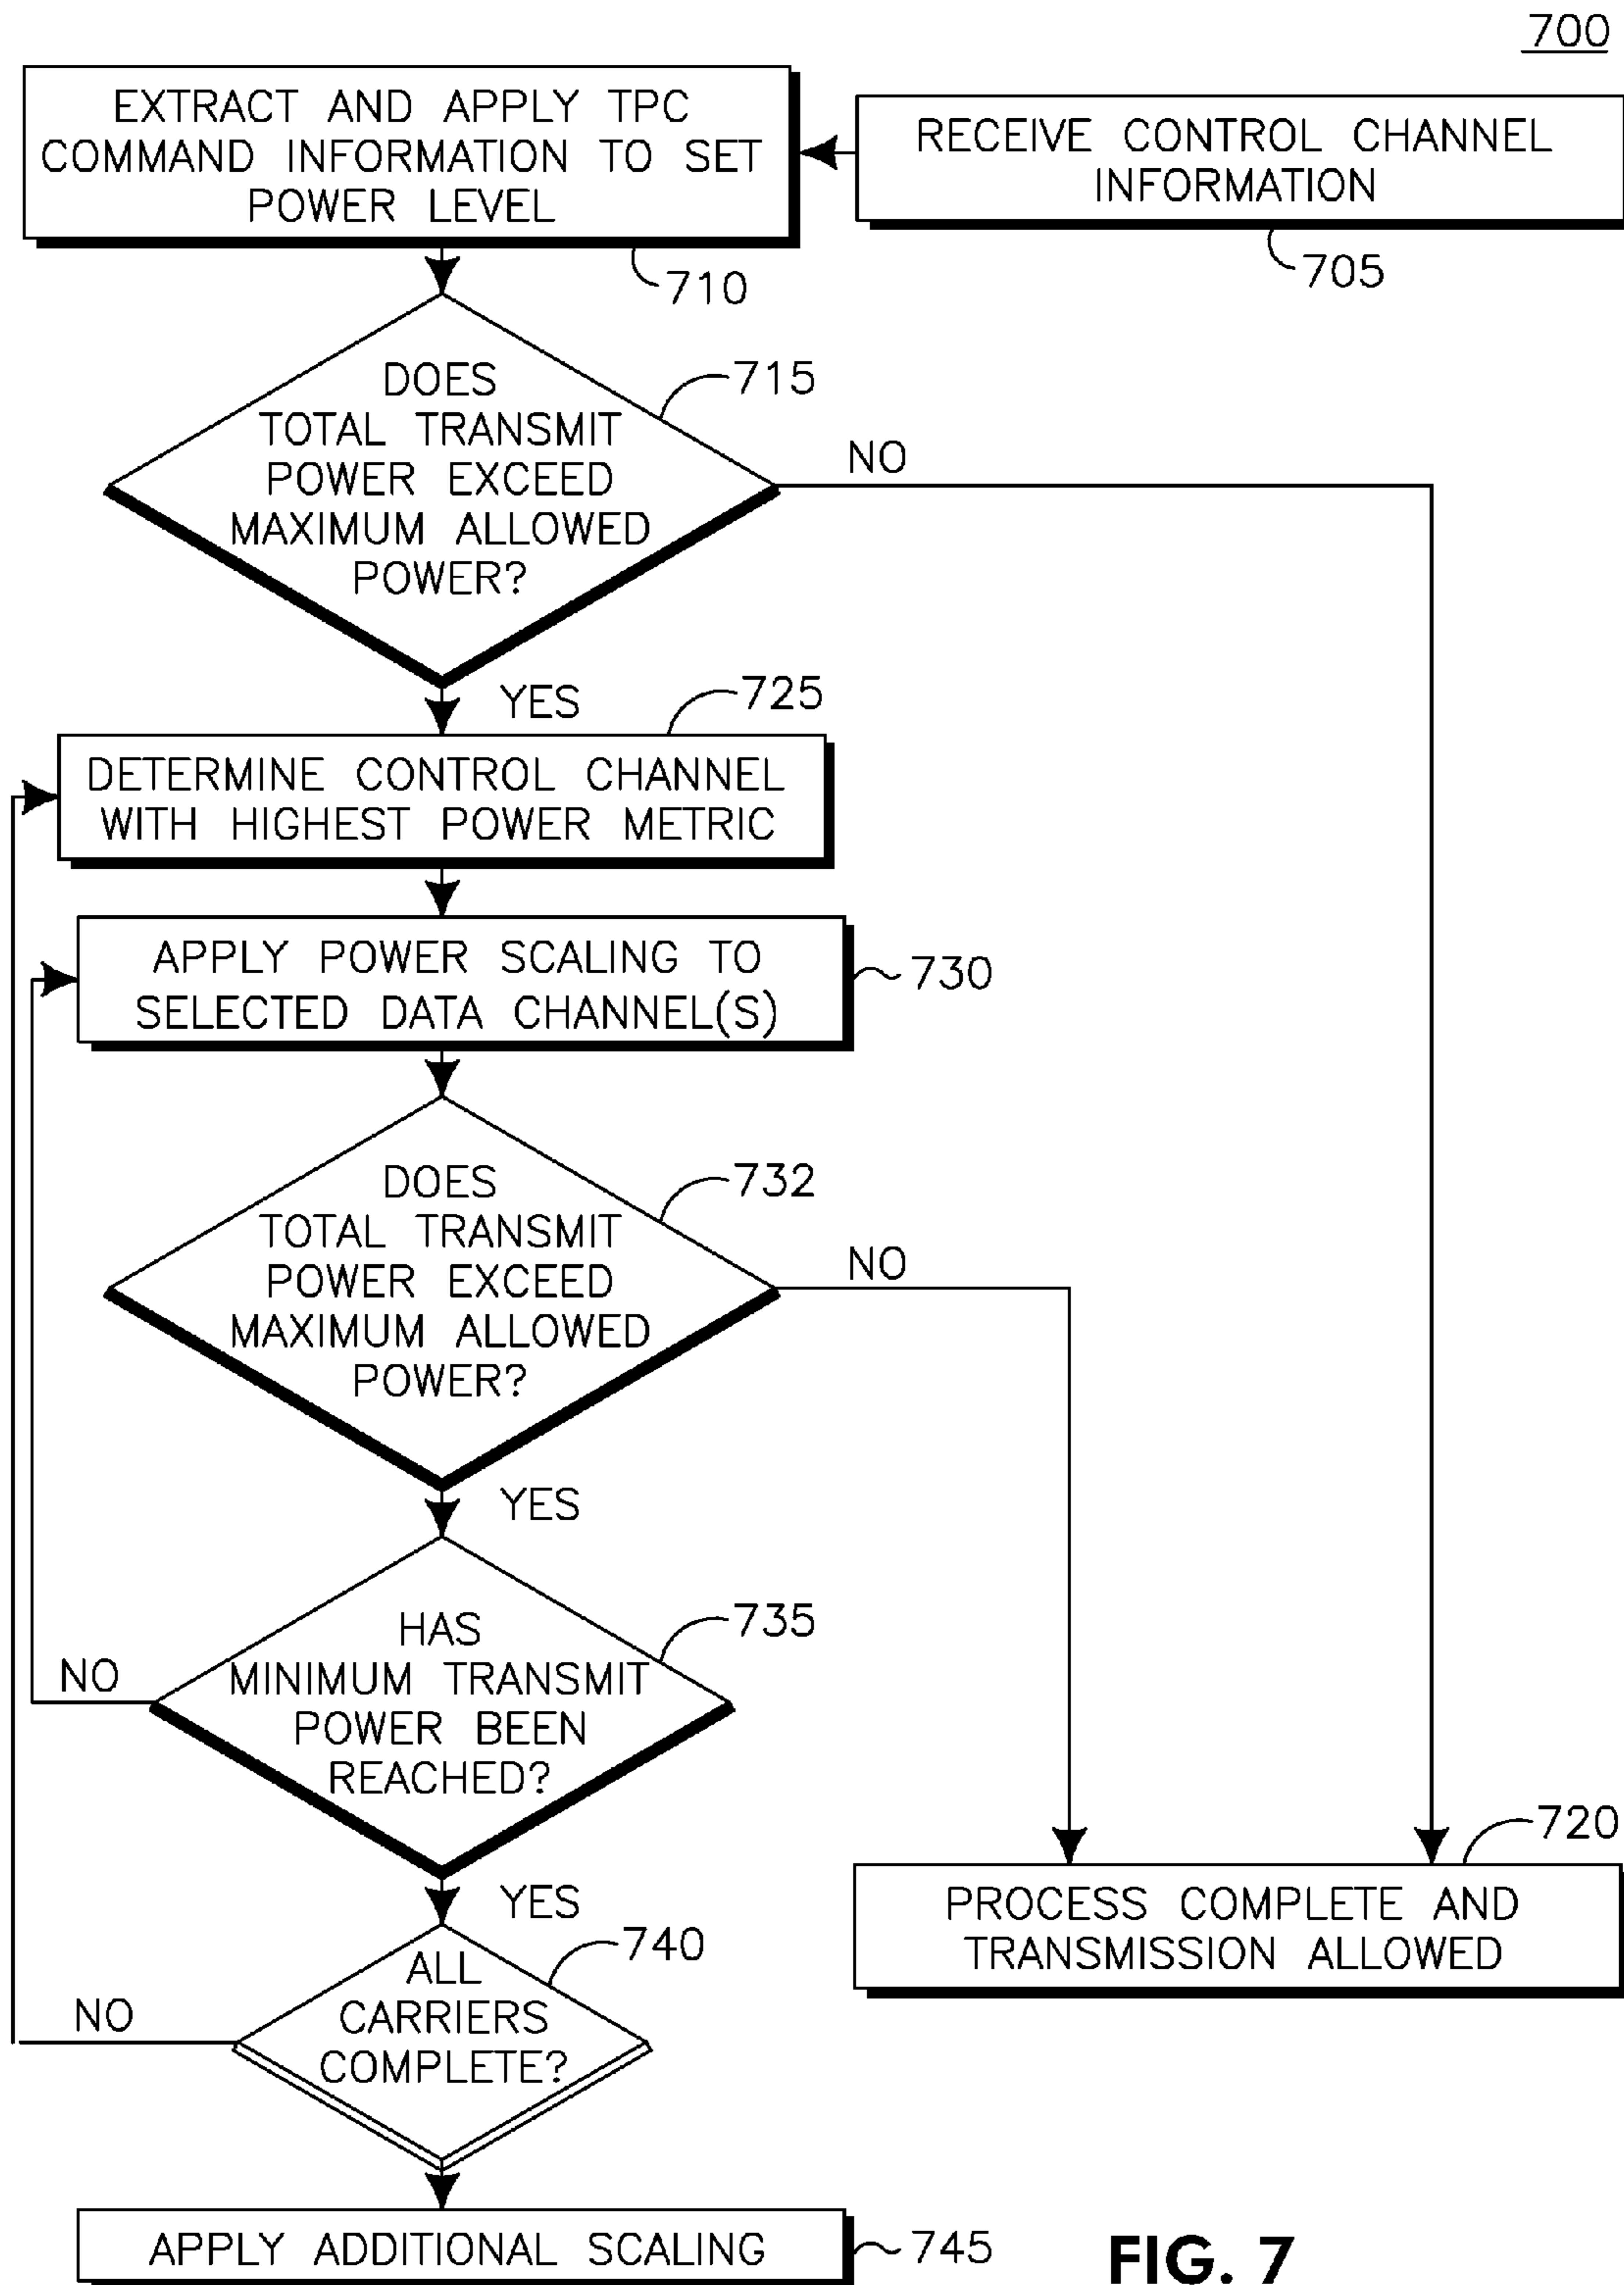 700
EXTRACT AND APPLY TPC
COMMAND INFORMATION TO SET
POWER LEVEL
RECEIVE CONTROL CHANNEL
INFORMATION
710
705
DOES
TOTAL TRANSMIT
POWER EXCEED
MAXIMUM ALLOWED
POWER?
715
NO
YES
725
DETERMINE CONTROL CHANNEL
WITH HIGHEST POWER METRIC
APPLY POWER SCALING TO
SELECTED DATA CHANNEL(S)
730
DOES
TOTAL TRANSMIT
POWER EXCEED
MAXIMUM ALLOWED
POWER?
732
NO
YES
HAS
MINIMUM TRANSMIT
POWER BEEN
REACHED?
735
NO
YES
720
PROCESS COMPLETE AND
TRANSMISSION ALLOWED
ALL
CARRIERS
COMPLETE?
740
NO
APPLY ADDITIONAL SCALING
745
FIG. 7